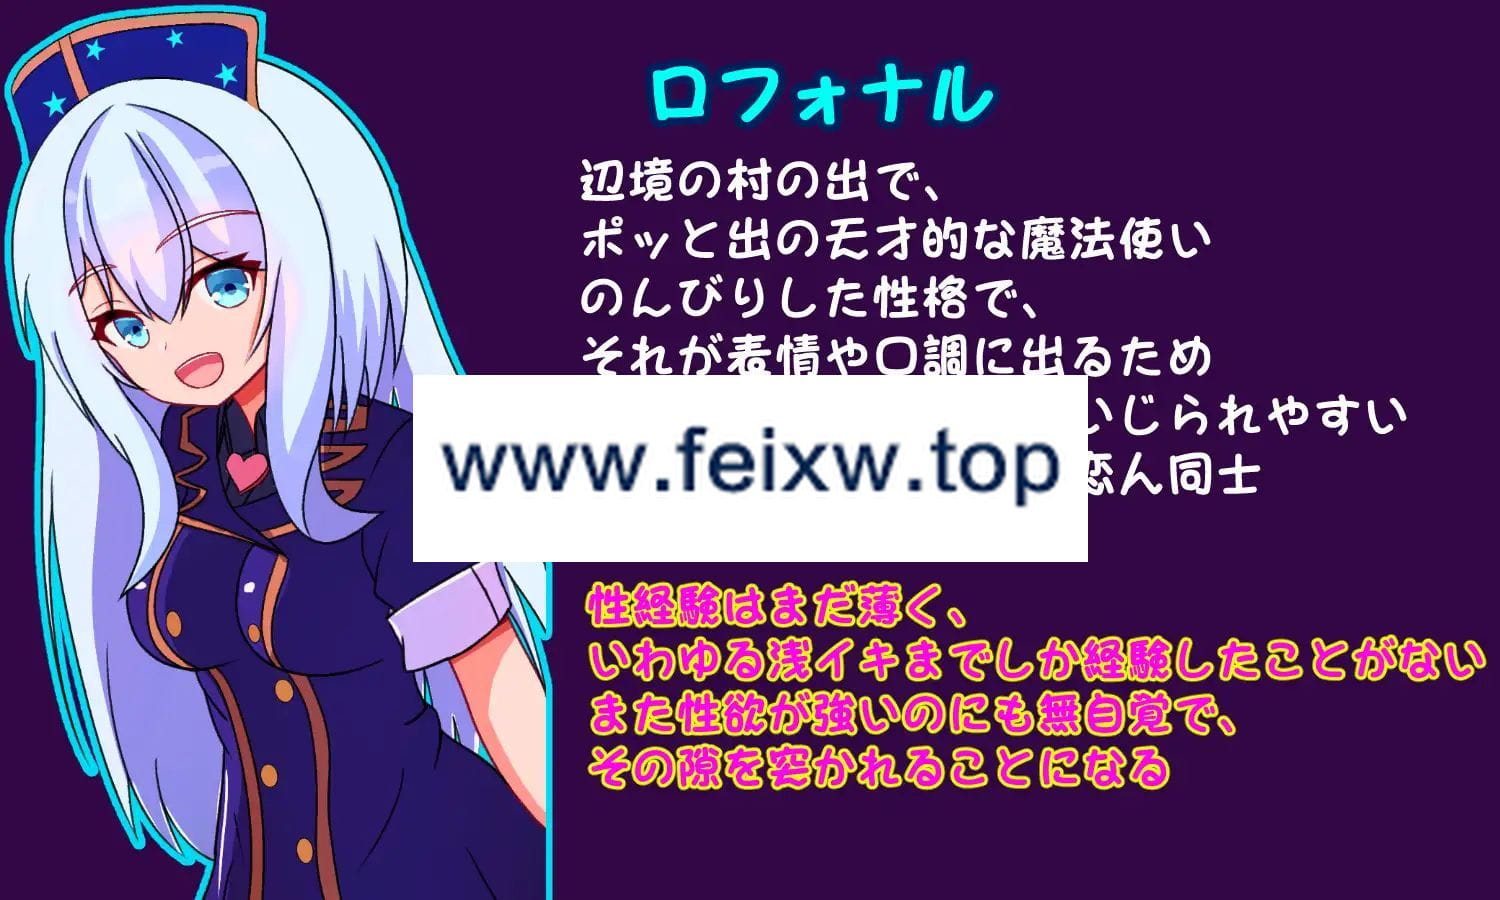 ロフォナル
辺境の村の出で、
ポッと出の天才的な魔法使い
のんびりした性格で、
それが表情や口調に出るため
いじられやすい
www.feixw.top
恋人同士
性経験はまだ薄く、
いわゆる浅イキまでしか経験したことがない
また性欲が強いのにも無自覚で、
その隙を突かれることになる